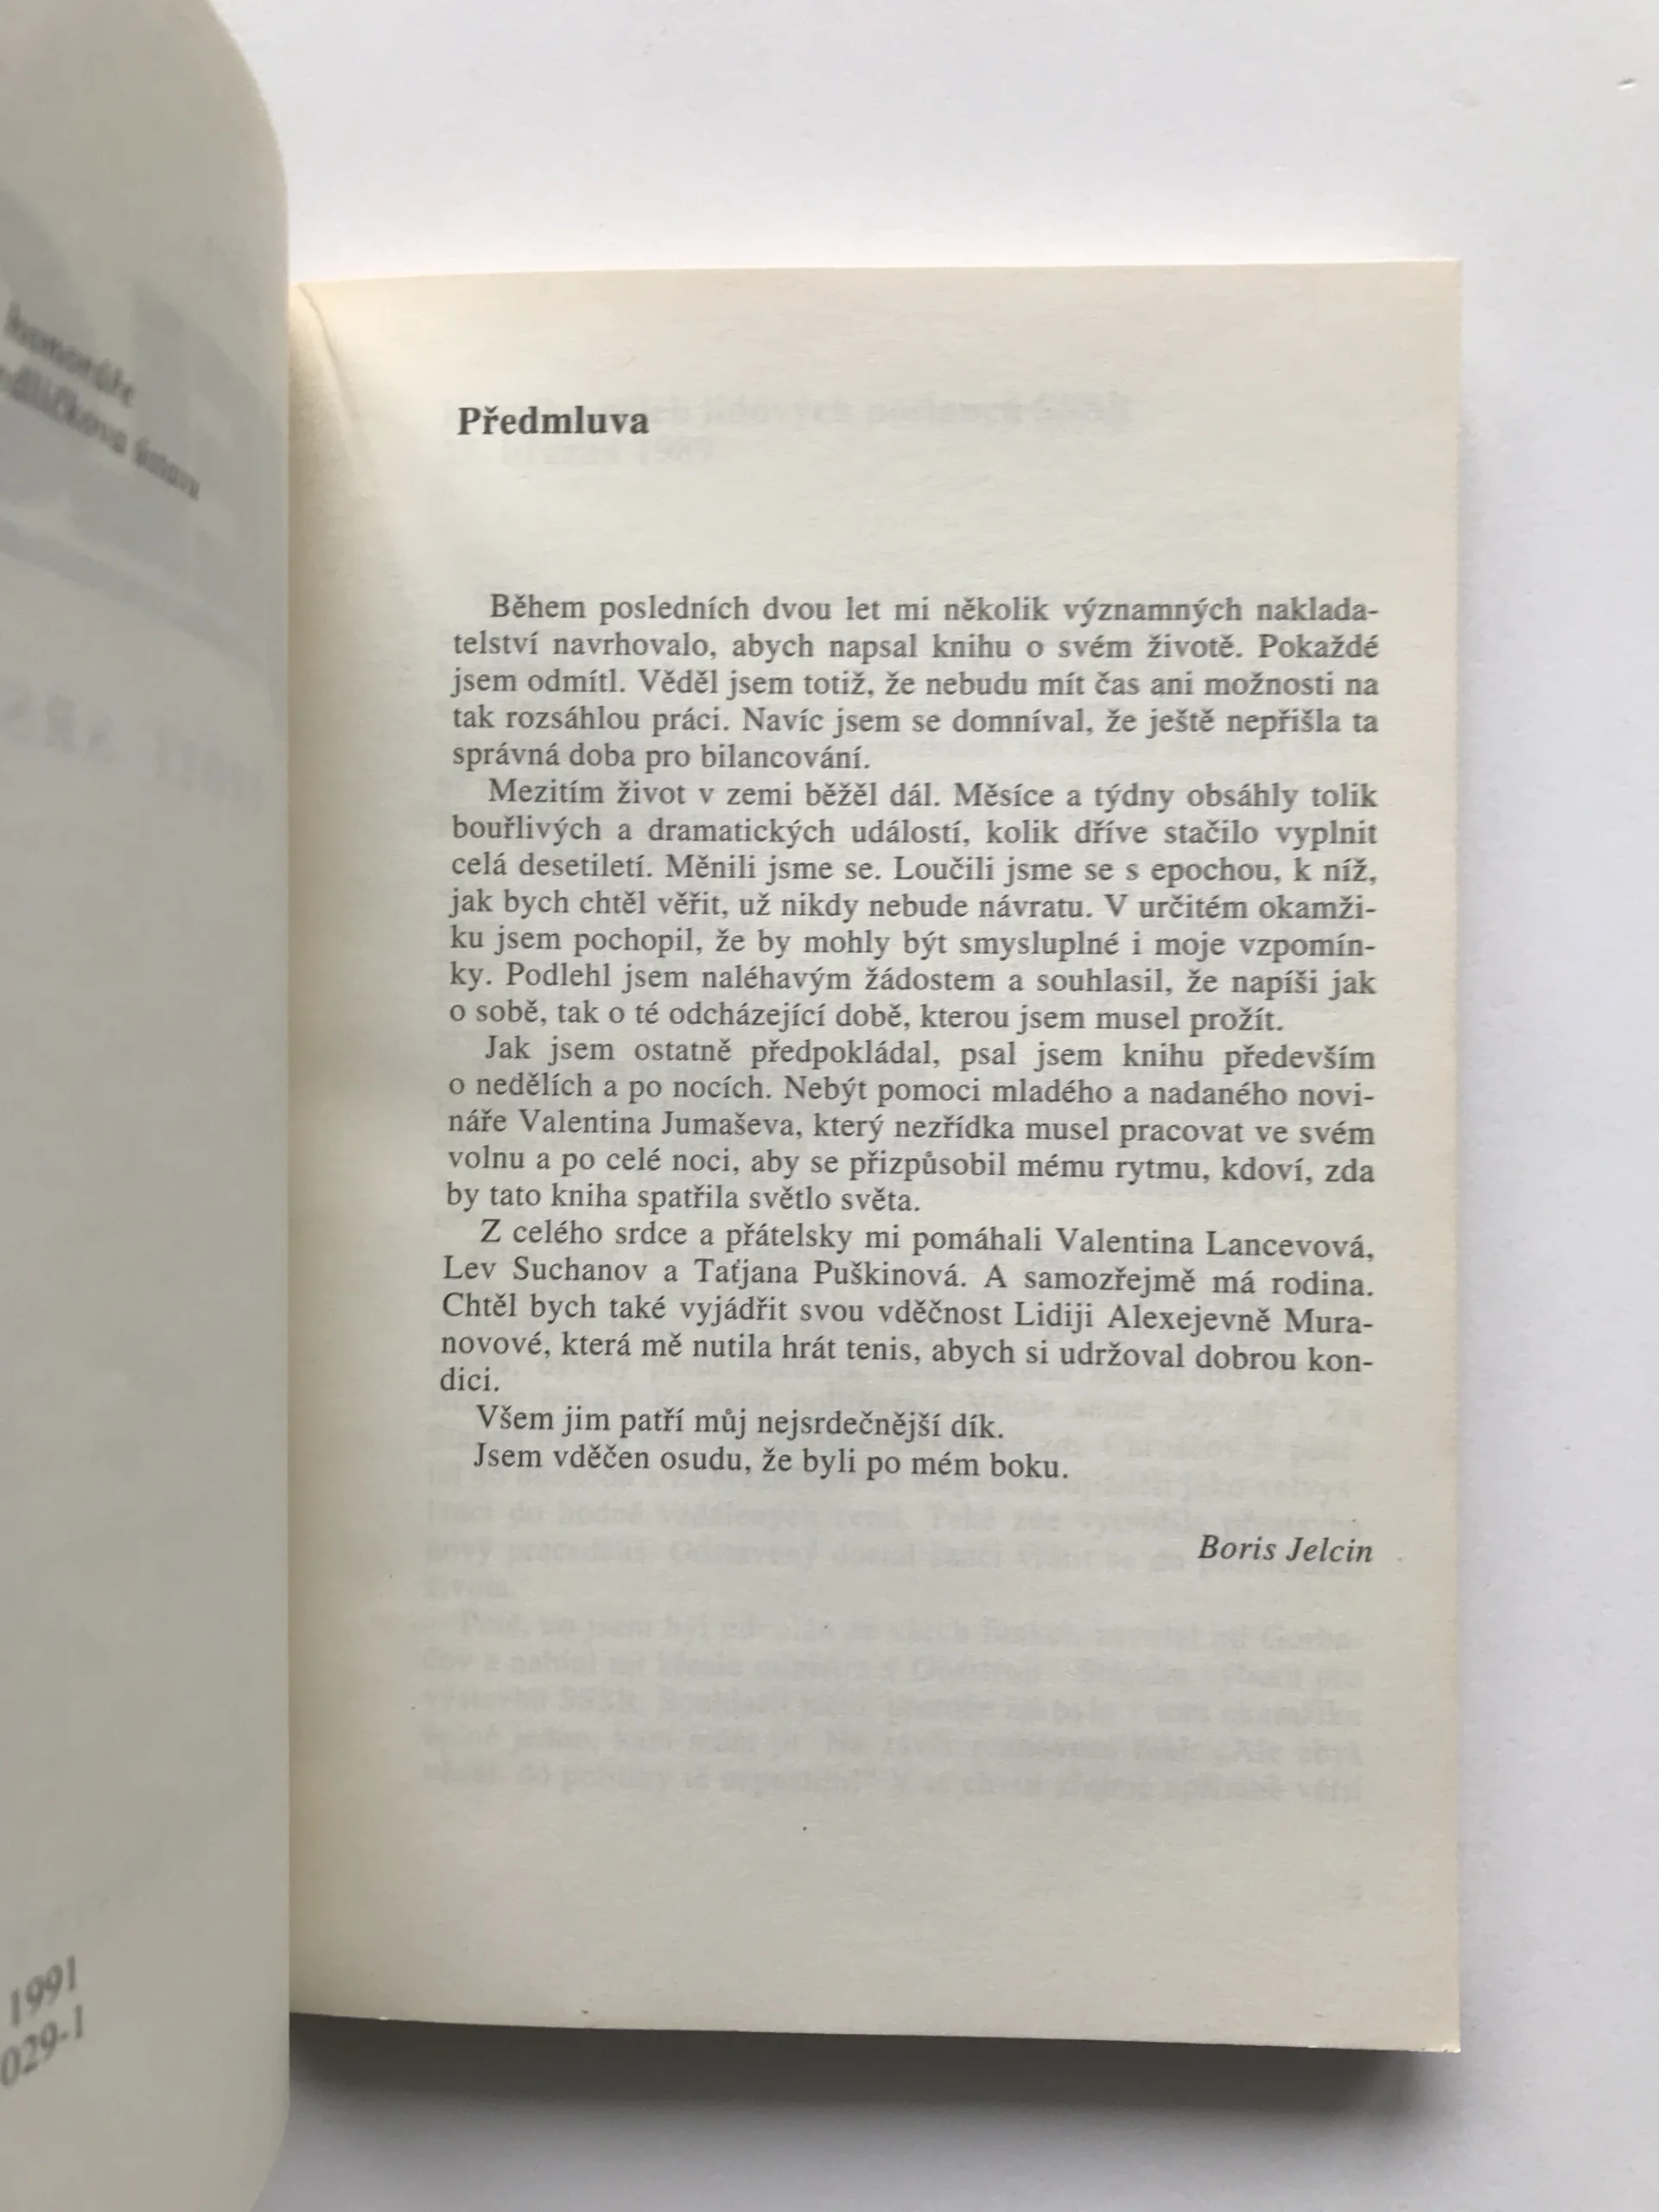 honoráře
1991
029-1
Předmluva
Během posledních dvou let mi několik významných naklada-
telství navrhovalo, abych napsal knihu o svém životě. Pokaždé
jsem odmítl. Věděl jsem totiž, že nebudu mít čas ani možnosti na
tak rozsáhlou práci. Navíc jsem se domníval, že ještě nepřišla ta
správná doba pro bilancování.
Mezitím život v zemi běžěl dál. Měsíce a týdny obsáhly tolik
bouřlivých a dramatických událostí, kolik dříve stačilo vyplnit
celá desetiletí. Měnili jsme se. Loučili jsme se s epochou, k níž,
jak bych chtěl věřit, už nikdy nebude návratu. V určitém okamži-
ku jsem pochopil, že by mohly být smysluplné i moje vzpomín-
ky. Podlehl jsem naléhavým žádostem a souhlasil, že napíši jak
o sobě, tak o té odcházející době, kterou jsem musel prožít.
Jak jsem ostatně předpokládal, psal jsem knihu především
o nedělích a po nocích. Nebýt pomoci mladého a nadaného novi-
náře Valentina Jumaševa, který nezřídka musel pracovat ve svém
volnu a po celé noci, aby se přizpůsobil mému rytmu, kdoví, zda
by tato kniha spatřila světlo světa.
Z celého srdce a přátelsky mi pomáhali Valentina Lancevová,
Lev Suchanov a Taťjana Puškinová. A samozřejmě má rodina.
Chtěl bych také vyjádřit svou vděčnost Lidiji Alexejevně Mura-
novové, která mě nutila hrát tenis, abych si udržoval dobrou kon-
dici.
Všem jim patří můj nejsrdečnější dík.
Jsem vděčen osudu, že byli po mém boku.
Boris Jelcin